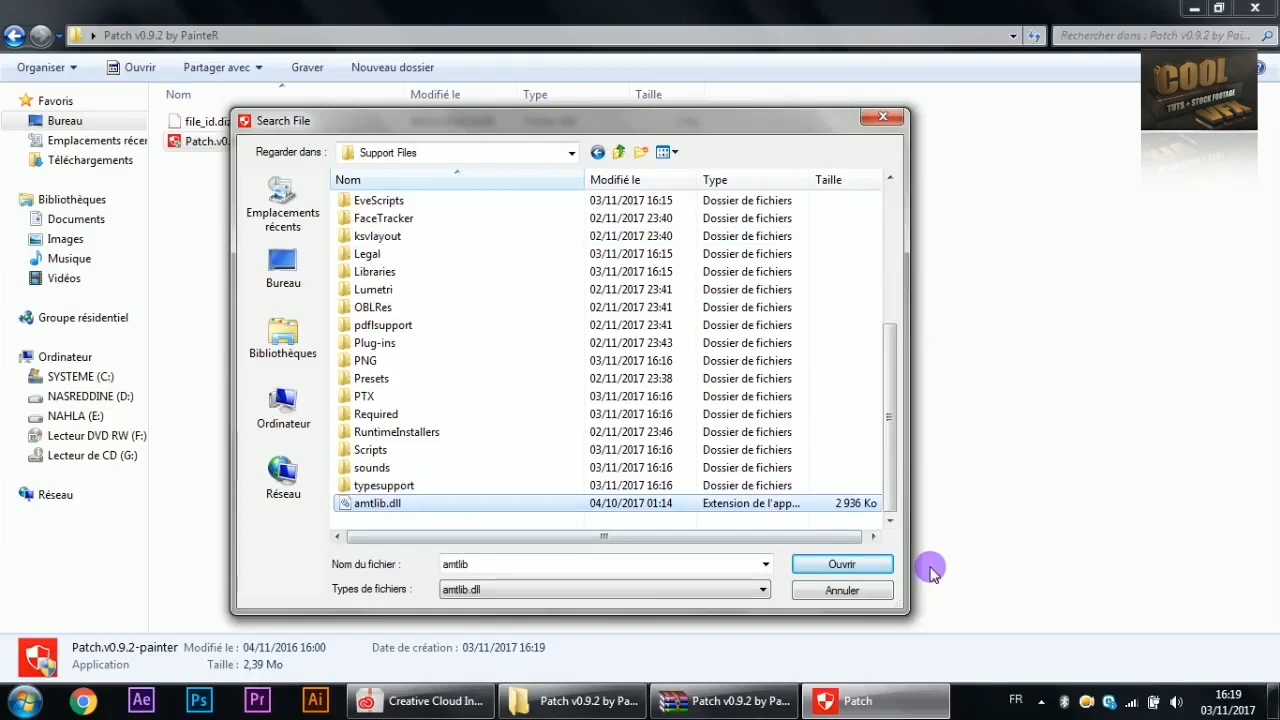 Patch v0.9.2 by PainteR
Rechercher dans : Patch v0.9.2 by Pai...
Organiser
Ouvrir
Partager avec
Graver
Nouveau dossier
COOL
TUTS + STOCK FOOTAGE
VFX
Nom
Modifié le
Type
Taille
Favoris
Bureau
Emplacements récer
Téléchargements
Bibliothèques
Documents
Images
Musique
Vidéos
Groupe résidentiel
Ordinateur
SYSTEME (C:)
NASREDDINE (D:)
NAHLA (E:)
Lecteur DVD RW (F:)
Lecteur de CD (G:)
Réseau
file_id.diz
Patch.v0.
Search File
Regarder dans :
Support Files
Emplacements
récents
Bureau
Bibliothèques
Ordinateur
Réseau
Nom Modifié le Type Taille
EveScripts 03/11/2017 16:15 Dossier de fichiers
FaceTracker 02/11/2017 23:40 Dossier de fichiers
ksvlayout 02/11/2017 23:40 Dossier de fichiers
Legal 03/11/2017 16:15 Dossier de fichiers
Libraries 03/11/2017 16:15 Dossier de fichiers
Lumetri 02/11/2017 23:41 Dossier de fichiers
OBLRes 02/11/2017 23:41 Dossier de fichiers
pdflsupport 02/11/2017 23:41 Dossier de fichiers
Plug-ins 02/11/2017 23:43 Dossier de fichiers
PNG 03/11/2017 16:16 Dossier de fichiers
Presets 02/11/2017 23:38 Dossier de fichiers
PTX 03/11/2017 16:16 Dossier de fichiers
Required 03/11/2017 16:16 Dossier de fichiers
RuntimeInstallers 02/11/2017 23:46 Dossier de fichiers
Scripts 03/11/2017 16:16 Dossier de fichiers
sounds 03/11/2017 16:16 Dossier de fichiers
typesupport 03/11/2017 16:16 Dossier de fichiers
amtlib.dll 04/10/2017 01:14 Extension de l'app... 2 936 Ko
Nom du fichier :
amtlib
Ouvrir
Types de fichiers :
amtlib.dll
Annuler
Patch.v0.9.2-painter Modifié le : 04/11/2016 16:00 Date de création : 03/11/2017 16:19
Application Taille : 2,39 Mo
Ae
Ps
Pr
Ai
Creative Cloud In...
Patch v0.9.2 by Pa...
Patch v0.9.2 by Pa...
Patch
FR
16:19
03/11/2017